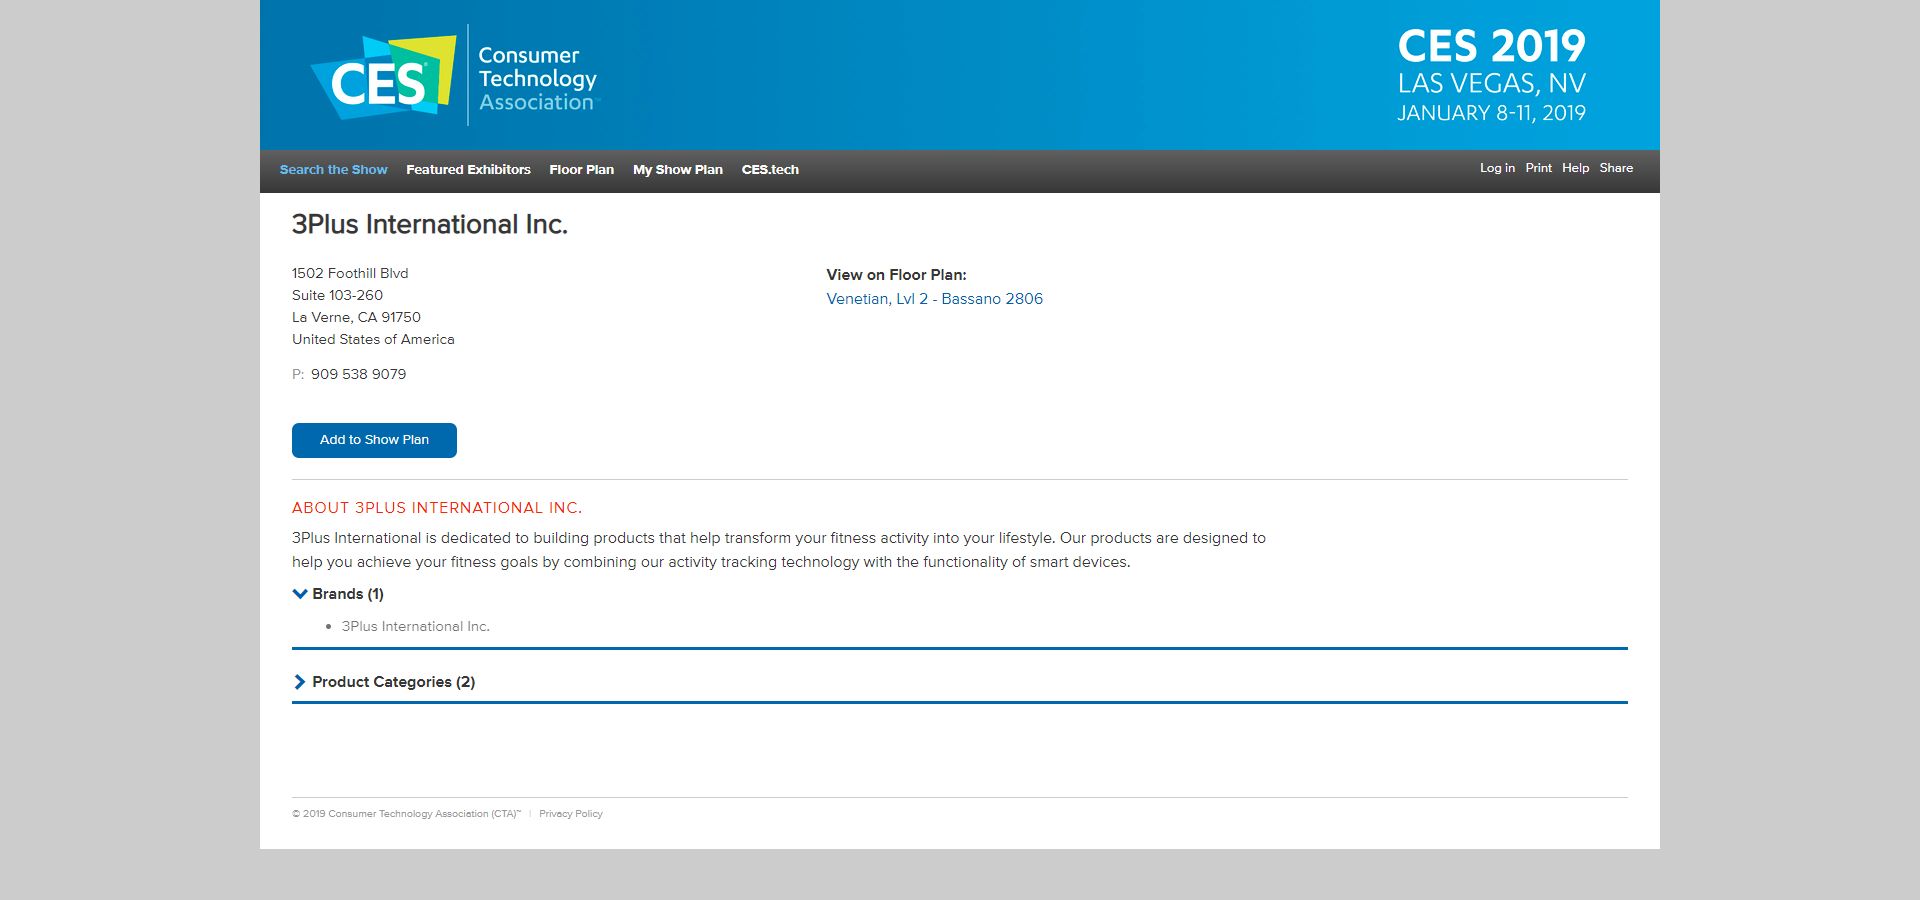 CES® Consumer
Technology
Association™
CES 2019
LAS VEGAS, NV
JANUARY 8-11, 2019
Search the Show Featured Exhibitors Floor Plan My Show Plan CES.tech Log in Print Help Share
3Plus International Inc.
1502 Foothill Blvd
Suite 103-260
La Verne, CA 91750
United States of America
P: 909 538 9079
View on Floor Plan:
Venetian, Lvl 2 - Bassano 2806
Add to Show Plan
ABOUT 3PLUS INTERNATIONAL INC.
3Plus International is dedicated to building products that help transform your fitness activity into your lifestyle. Our products are designed to
help you achieve your fitness goals by combining our activity tracking technology with the functionality of smart devices.
Brands (1)
• 3Plus International Inc.
Product Categories (2)
© 2019 Consumer Technology Association (CTA)™ | Privacy Policy